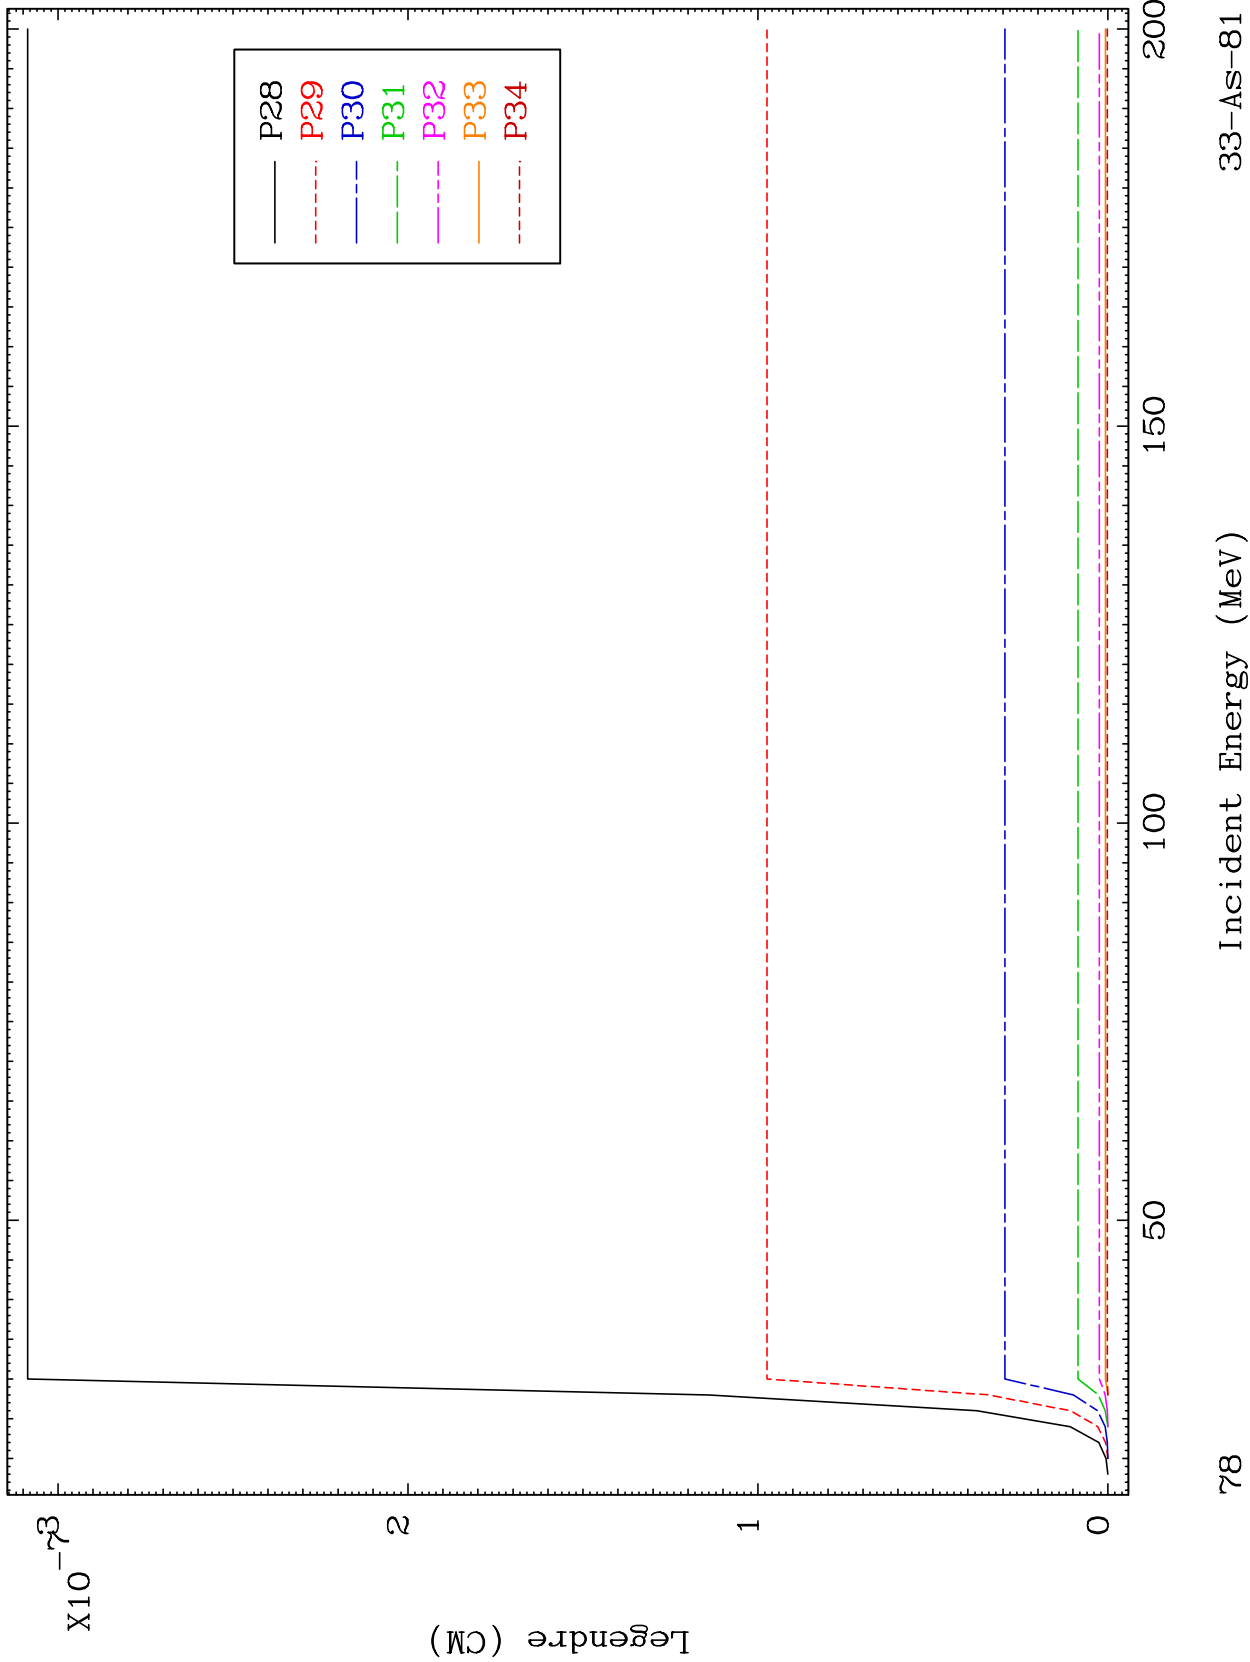 X10⁻⁷
3
2
1
0
Legendre (CM)
P28
P29
P30
P31
P32
P33
P34
50 100 150 200
78 Incident Energy (MeV) 33-As-81